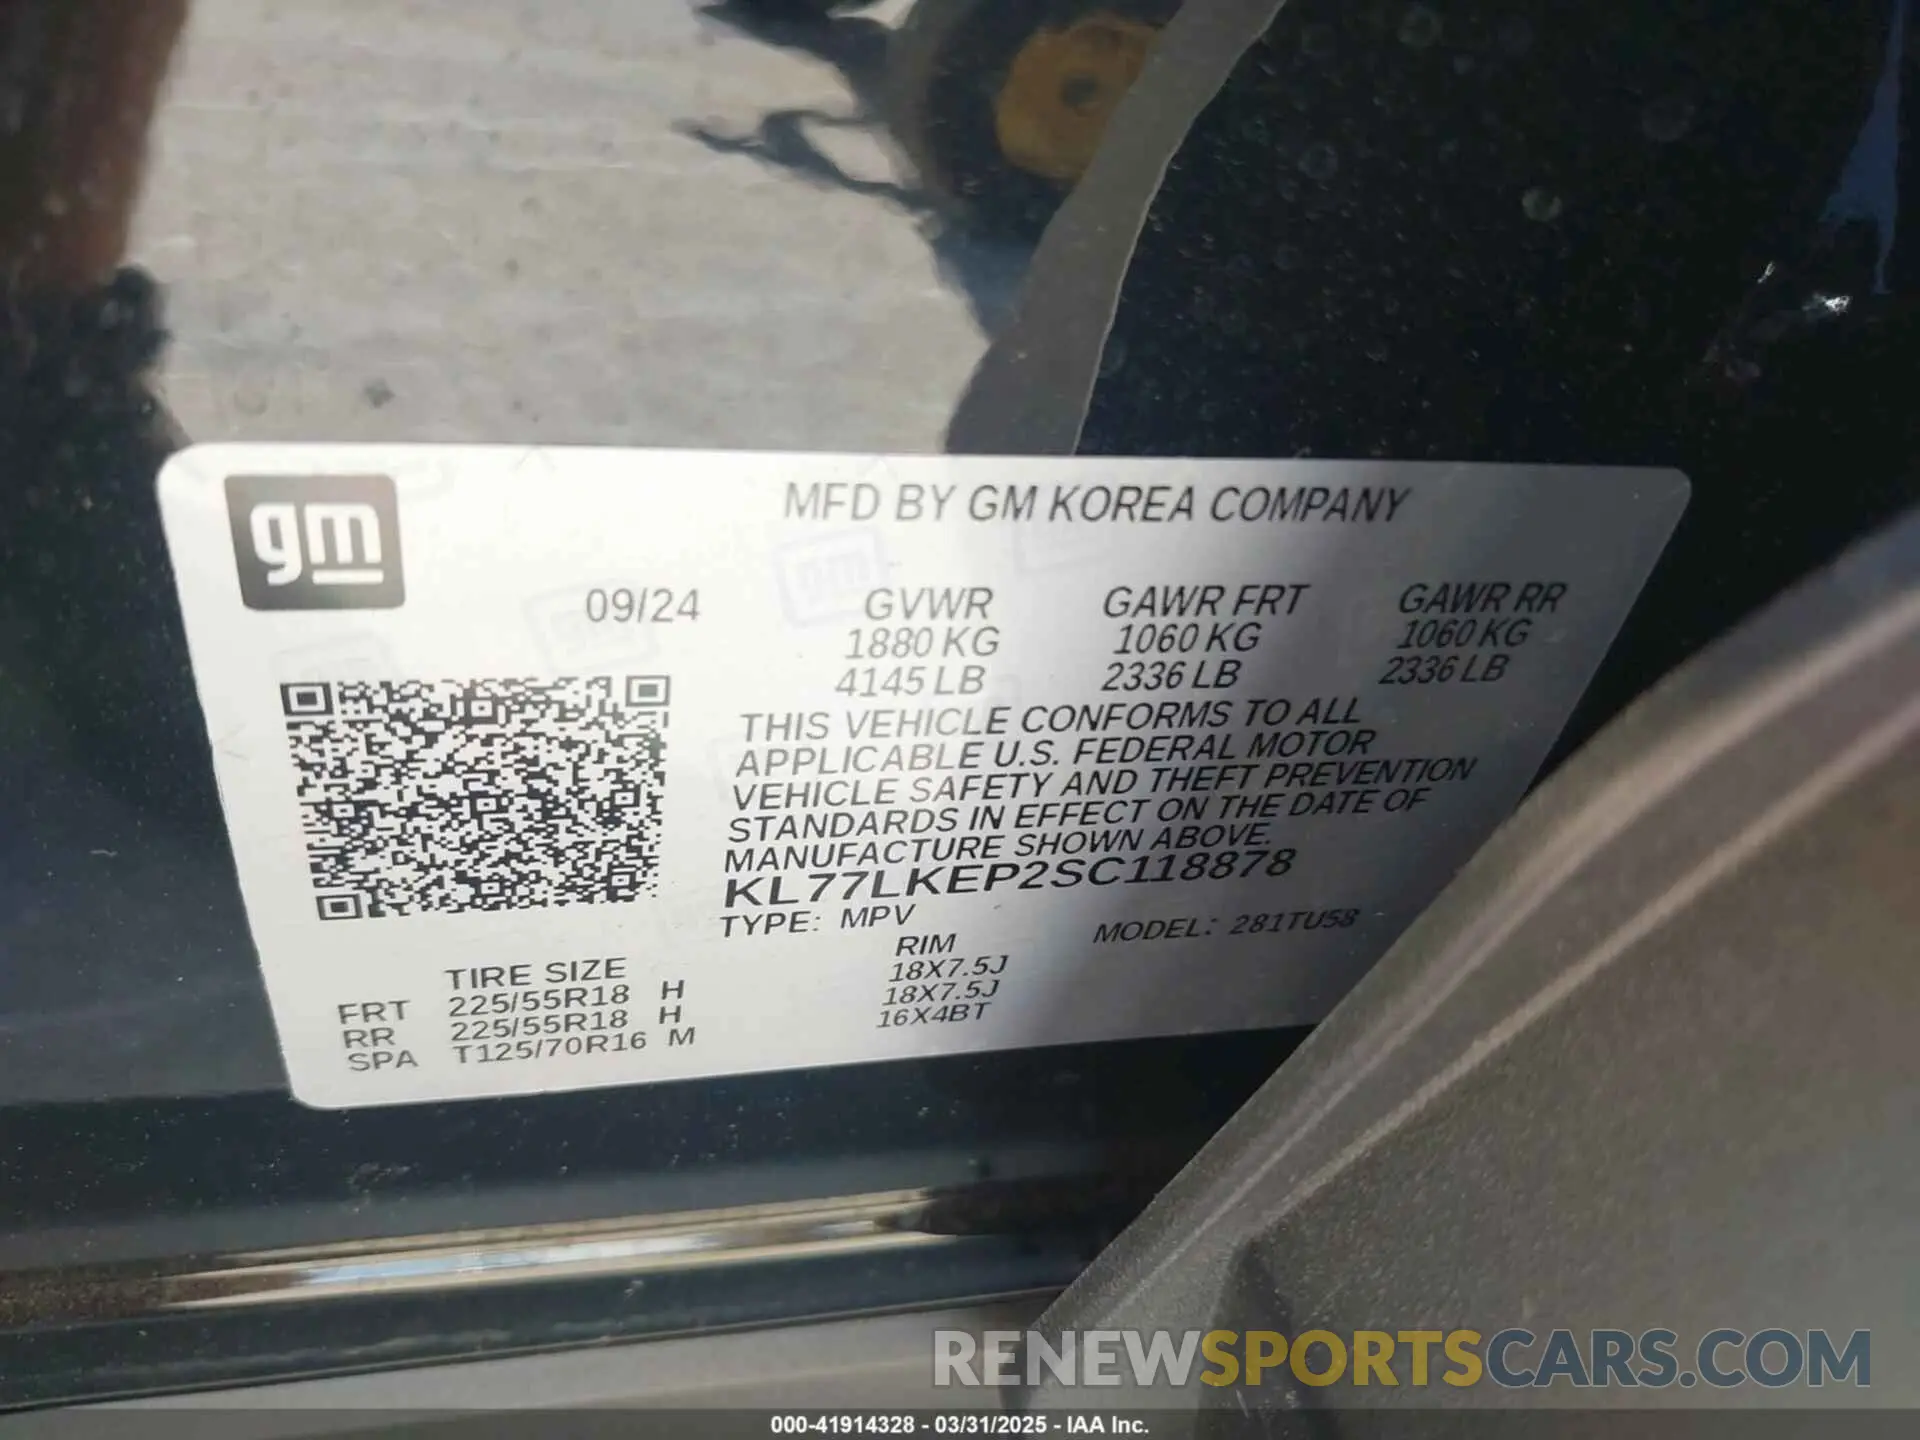 gm
MFD BY GM KOREA COMPANY
09/24
GVWR GAWR FRT GAWR RR
1880 KG 1060 KG 1060 KG
4145 LB 2336 LB 2336 LB
THIS VEHICLE CONFORMS TO ALL
APPLICABLE U.S. FEDERAL MOTOR
VEHICLE SAFETY AND THEFT PREVENTION
STANDARDS IN EFFECT ON THE DATE OF
MANUFACTURE SHOWN ABOVE.
KL77LKEP2SC118878
TYPE: MPV MODEL: 281TU58
TIRE SIZE RIM
FRT 225/55R18 H 18X7.5J
RR 225/55R18 H 18X7.5J
SPA T125/70R16 M 16X4BT
RENEWSPORTSCARS.COM
000-41914328 - 03/31/2025 - IAA Inc.